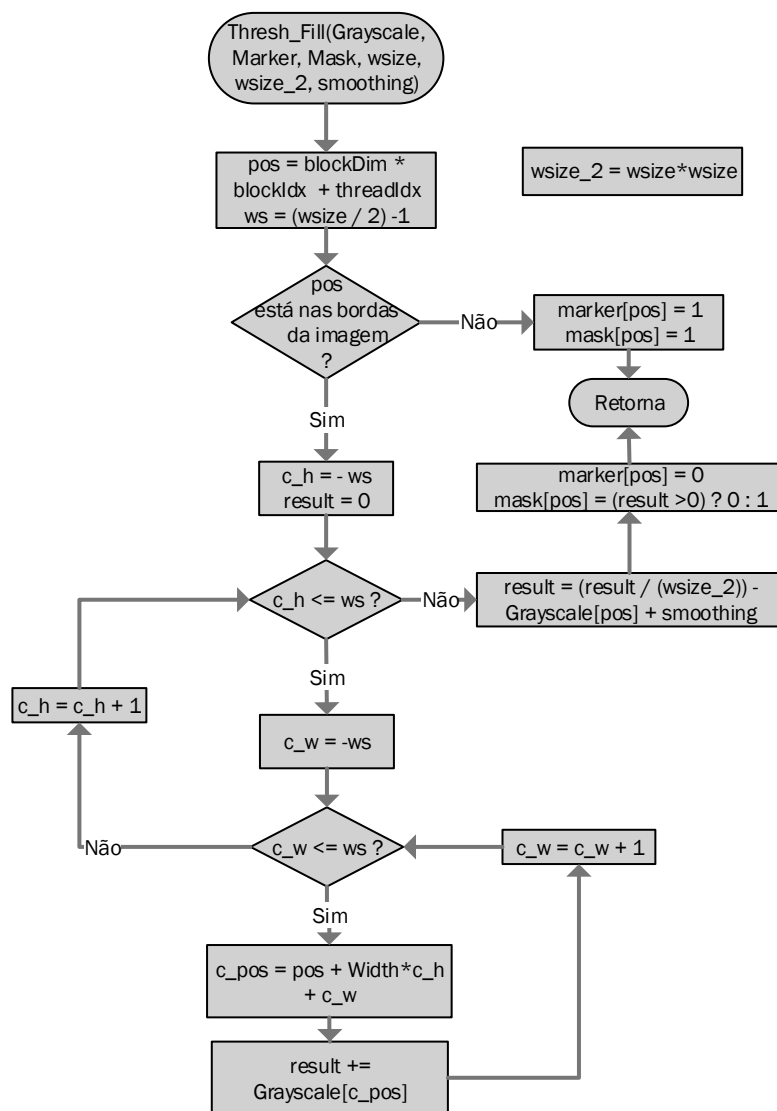 Thresh_Fill(Grayscale,
Marker, Mask, wsize,
wsize_2, smoothing)
pos = blockDim *
blockIdx + threadIdx
ws = (wsize / 2) -1
wsize_2 = wsize*wsize
pos
está nas bordas
da imagem
?
Não
marker[pos] = 1
mask[pos] = 1
Retorna
Sim
c_h = - ws
result = 0
marker[pos] = 0
mask[pos] = (result >0) ? 0 : 1
c_h <= ws ?
Não
result = (result / (wsize_2)) -
Grayscale[pos] + smoothing
Sim
c_h = c_h + 1
c_w = -ws
Não
c_w <= ws ?
c_w = c_w + 1
Sim
c_pos = pos + Width*c_h
+ c_w
result +=
Grayscale[c_pos]